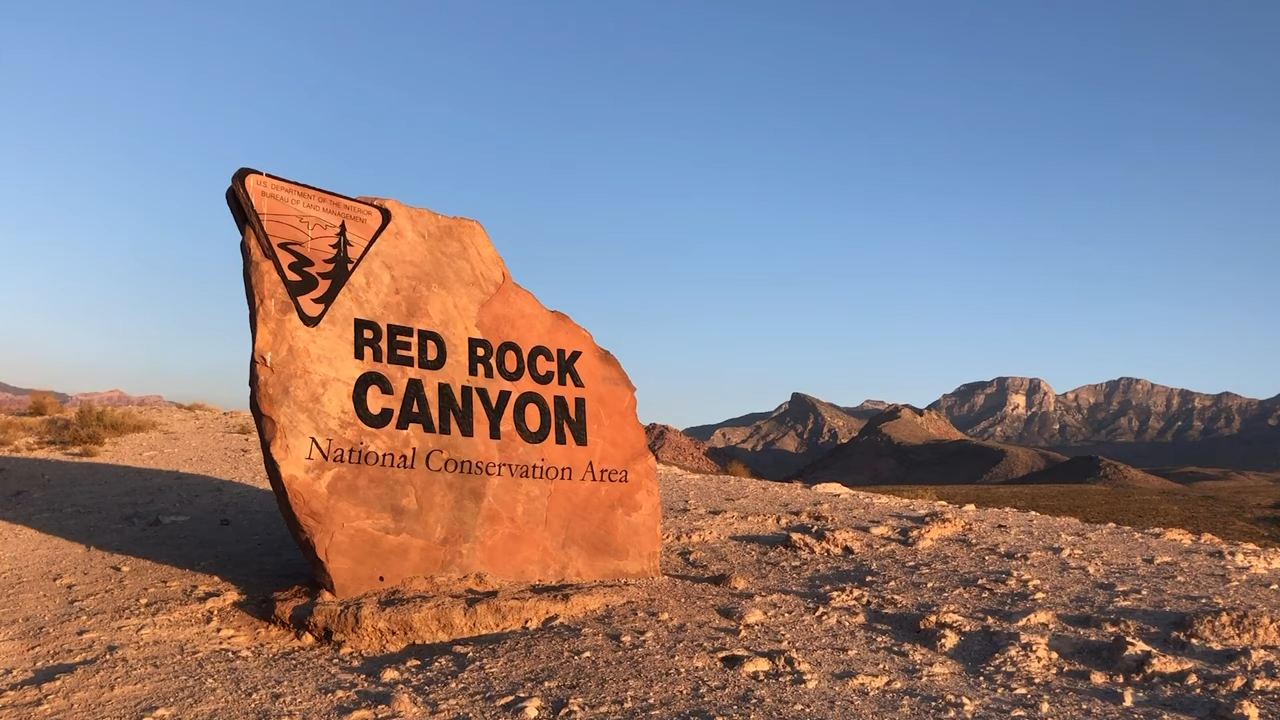 U.S. DEPARTMENT OF THE INTERIOR
BUREAU OF LAND MANAGEMENT
RED ROCK
CANYON
National Conservation Area